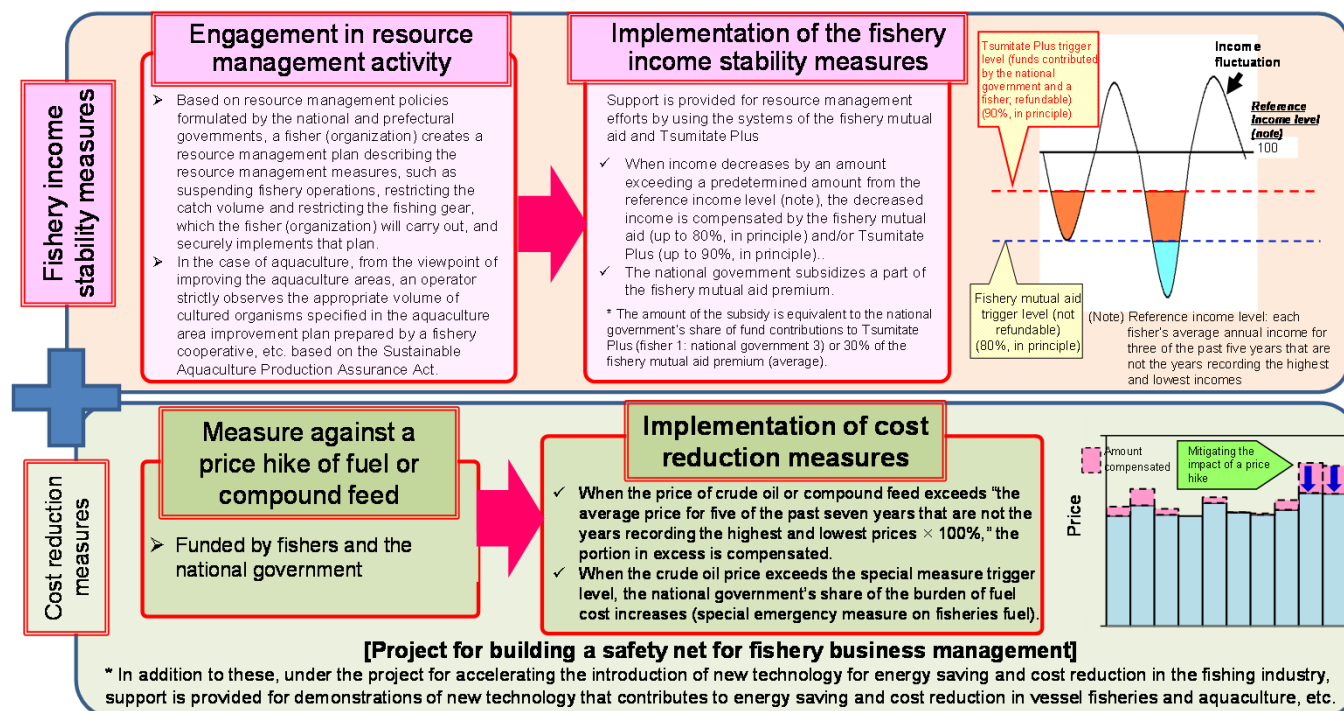 Fishery income
stability measures
Engagement in resource
management activity
➢ Based on resource management policies
formulated by the national and prefectural
governments, a fisher (organization) creates a
resource management plan describing the
resource management measures, such as
suspending fishery operations, restricting the
catch volume and restricting the fishing gear,
which the fisher (organization) will carry out, and
securely implements that plan.
➢ In the case of aquaculture, from the viewpoint of
improving the aquaculture areas, an operator
strictly observes the appropriate volume of
cultured organisms specified in the aquaculture
area improvement plan prepared by a fishery
cooperative, etc. based on the Sustainable
Aquaculture Production Assurance Act.
Implementation of the fishery
income stability measures
Support is provided for resource management
efforts by using the systems of the fishery mutual
aid and Tsumitate Plus
✓ When income decreases by an amount
exceeding a predetermined amount from the
reference income level (note), the decreased
income is compensated by the fishery mutual
aid (up to 80%, in principle) and/or Tsumitate
Plus (up to 90%, in principle)..
✓ The national government subsidizes a part of
the fishery mutual aid premium.
* The amount of the subsidy is equivalent to the national
government's share of fund contributions to Tsumitate
Plus (fisher 1: national government 3) or 30% of the
fishery mutual aid premium (average).
Tsumitate Plus trigger
level (funds contributed
by the national
government and a
fisher; refundable)
(90%, in principle)
Income
fluctuation
Reference
Income level
(note)
100
Fishery mutual aid
trigger level (not
refundable)
(80%, in principle)
(Note) Reference income level: each
fisher's average annual income for
three of the past five years that are
not the years recording the highest
and lowest incomes
Cost reduction
measures
Measure against a
price hike of fuel or
compound feed
➢ Funded by fishers and the
national government
Implementation of cost
reduction measures
✓ When the price of crude oil or compound feed exceeds "the
average price for five of the past seven years that are not the
years recording the highest and lowest prices × 100%," the
portion in excess is compensated.
✓ When the crude oil price exceeds the special measure trigger
level, the national government's share of the burden of fuel
cost increases (special emergency measure on fisheries fuel).
Amount
compensated
Mitigating the
impact of a price
hike
Price
[Project for building a safety net for fishery business management]
* In addition to these, under the project for accelerating the introduction of new technology for energy saving and cost reduction in the fishing industry,
support is provided for demonstrations of new technology that contributes to energy saving and cost reduction in vessel fisheries and aquaculture, etc.